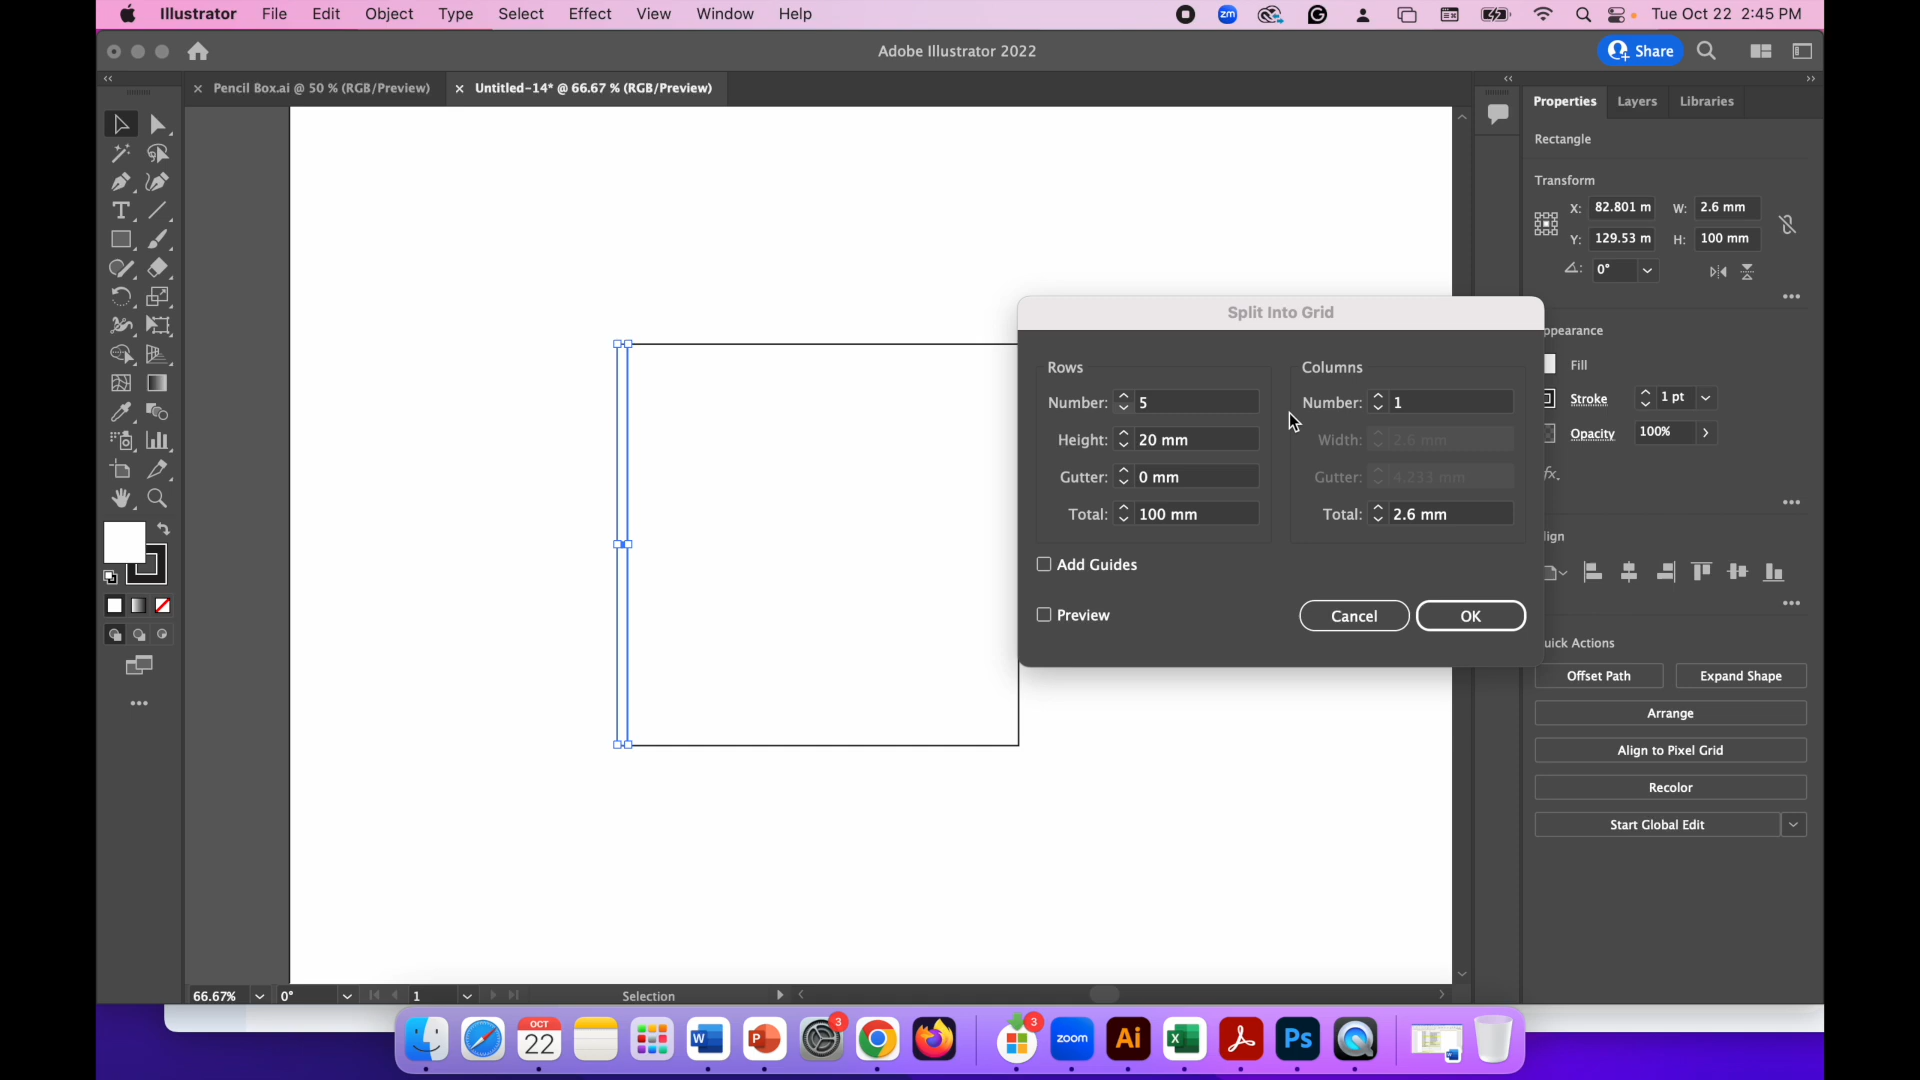 Illustrator File Edit Object Type Select Effect View Window Help
zm
Tue Oct 22 2:45 PM
Adobe Illustrator 2022
Share
Pencil Box.ai @ 50 % (RGB/Preview)
Untitled-14* @ 66.67 % (RGB/Preview)
Properties Layers Libraries
Rectangle
Transform
X: 82.801 m W: 2.6 mm
Y: 129.53 m H: 100 mm
0°
Split Into Grid
Rows
Number: 5
Height: 20 mm
Gutter: 0 mm
Total: 100 mm
Columns
Number: 1
Width: 2.6 mm
Gutter: 4.233 mm
Total: 2.6 mm
Add Guides
Preview
Cancel
OK
ppearance
Fill
Stroke 1 pt
Opacity 100%
fx.
lign
uick Actions
Offset Path Expand Shape
Arrange
Align to Pixel Grid
Recolor
Start Global Edit
66.67% 0° 1 Selection
OCT
22
W
P
3
3
zoom
Ai
X
Ps